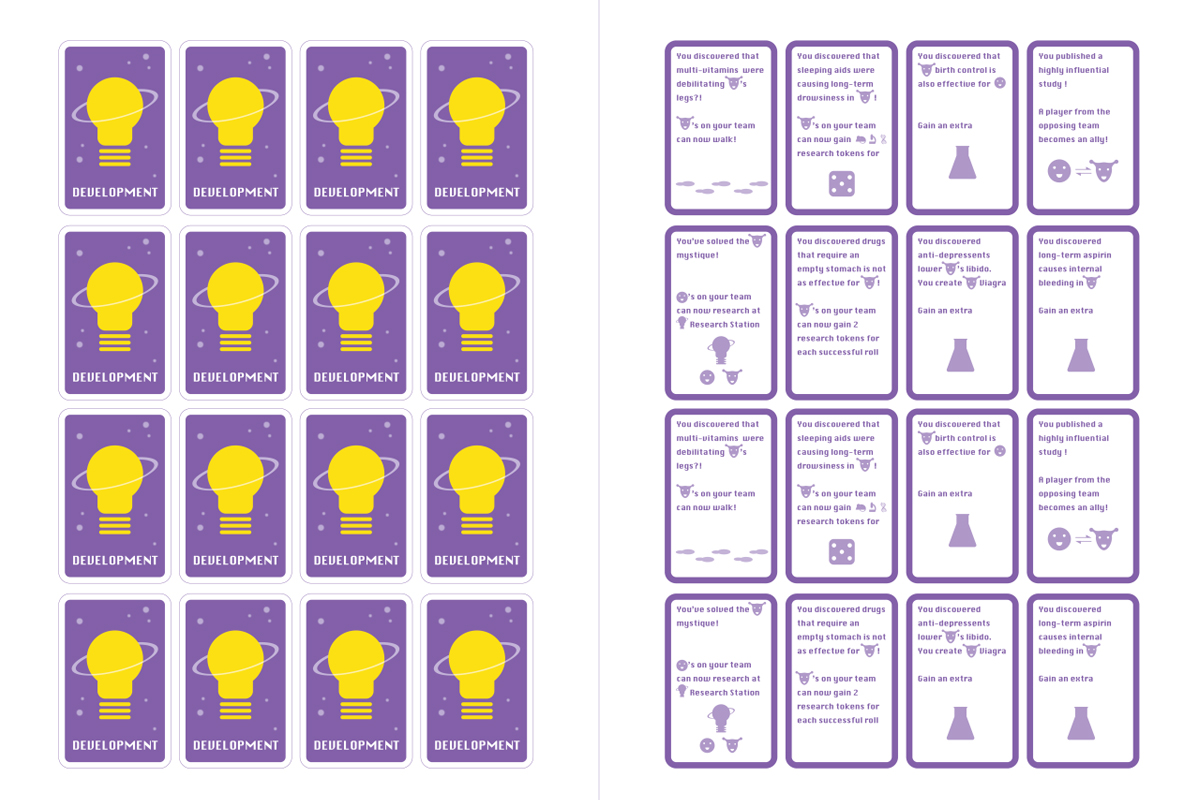 DEVELOPMENT DEVELOPMENT DEVELOPMENT DEVELOPMENT
DEVELOPMENT DEVELOPMENT DEVELOPMENT DEVELOPMENT
DEVELOPMENT DEVELOPMENT DEVELOPMENT DEVELOPMENT
DEVELOPMENT DEVELOPMENT DEVELOPMENT DEVELOPMENT
You discovered that
multi-vitamins were
debilitating 's
legs?!
's on your team
can now walk!
You discovered that
sleeping aids were
causing long-term
drowsiness in !
's on your team
can now gain
research tokens for
You discovered that
birth control is
also effective for
Gain an extra
You published a
highly influential
study !
A player from the
opposing team
becomes an ally!
You've solved the
mystique!
's on your team
can now research at
Research Station
You discovered drugs
that require an
empty stomach is not
as effective for !
's on your team
can now gain 2
research tokens for
each successful roll
You discovered
anti-depressents
lower 's libido.
You create Viagra
Gain an extra
You discovered
long-term aspirin
causes internal
bleeding in
Gain an extra
You discovered that
multi-vitamins were
debilitating 's
legs?!
's on your team
can now walk!
You discovered that
sleeping aids were
causing long-term
drowsiness in !
's on your team
can now gain
research tokens for
You discovered that
birth control is
also effective for
Gain an extra
You published a
highly influential
study !
A player from the
opposing team
becomes an ally!
You've solved the
mystique!
's on your team
can now research at
Research Station
You discovered drugs
that require an
empty stomach is not
as effective for !
's on your team
can now gain 2
research tokens for
each successful roll
You discovered
anti-depressents
lower 's libido.
You create Viagra
Gain an extra
You discovered
long-term aspirin
causes internal
bleeding in
Gain an extra